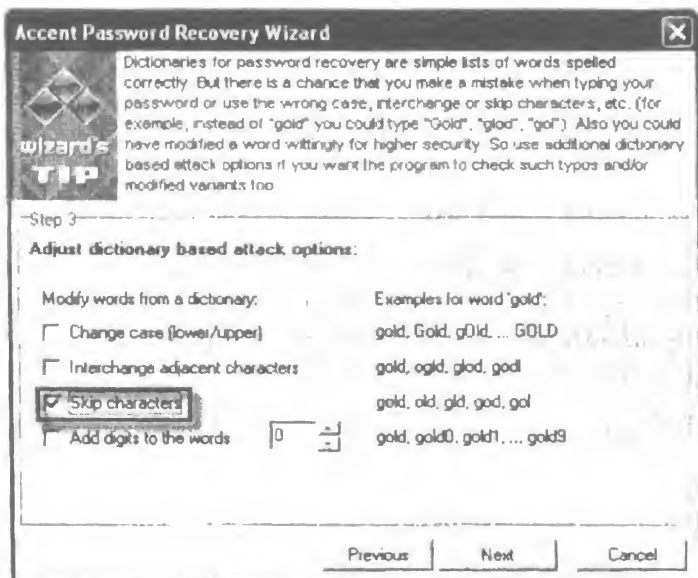 Accent Password Recovery Wizard
Dictionaries for password recovery are simple lists of words spelled
correctly. But there is a chance that you make a mistake when typing your
password or use the wrong case, interchange or skip characters, etc. (for
example, instead of "gold" you could type "Gold", "glod", "gol"). Also you could
have modified a word wittingly for higher security. So use additional dictionary
based attack options if you want the program to check such typos and/or
modified variants too
wizard's
TIP
Step 3
Adjust dictionary based attack options:
Modify words from a dictionary:
Examples for word 'gold':
Change case (lower/upper)
gold, Gold, gOld, ... GOLD
Interchange adjacent characters
gold, ogld, glod, godl
Skip characters
gold, old, gld, god, gol
Add digits to the words
0
gold, gold0, gold1, ... gold9
Previous
Next
Cancel